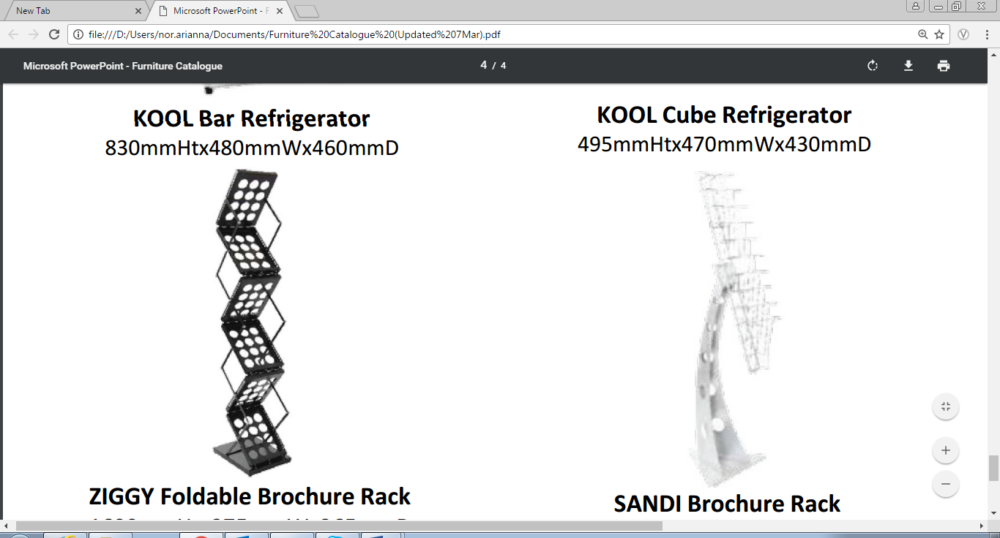 New Tab
Microsoft PowerPoint - F
file:///D:/Users/nor.arianna/Documents/Furniture%20Catalogue%20(Updated%207Mar).pdf
Microsoft PowerPoint - Furniture Catalogue
4 / 4
KOOL Bar Refrigerator
830mmHtx480mmWx460mmD
KOOL Cube Refrigerator
495mmHtx470mmWx430mmD
ZIGGY Foldable Brochure Rack
SANDI Brochure Rack